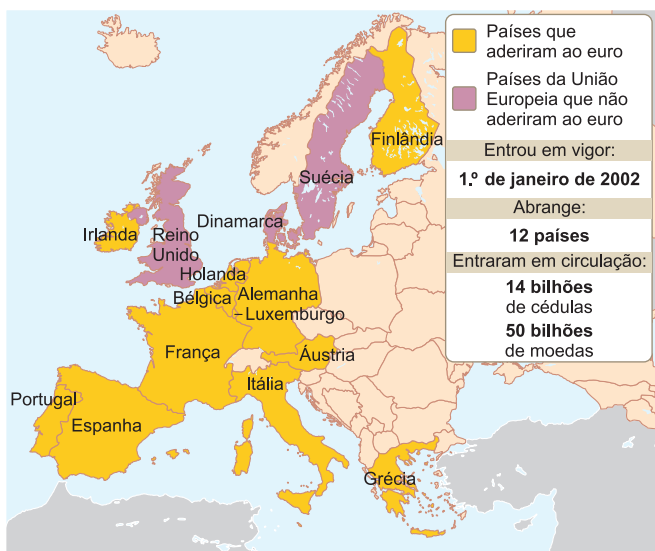 Países que
aderiram ao euro
Países da União
Europeia que não
aderiram ao euro
Entrou em vigor:
1.º de janeiro de 2002
Abrange:
12 países
Entraram em circulação:
14 bilhões
de cédulas
50 bilhões
de moedas
Finlândia
Suécia
Dinamarca
Irlanda
Reino
Unido
Holanda
Bélgica
Alemanha
Luxemburgo
França
Áustria
Itália
Portugal
Espanha
Grécia